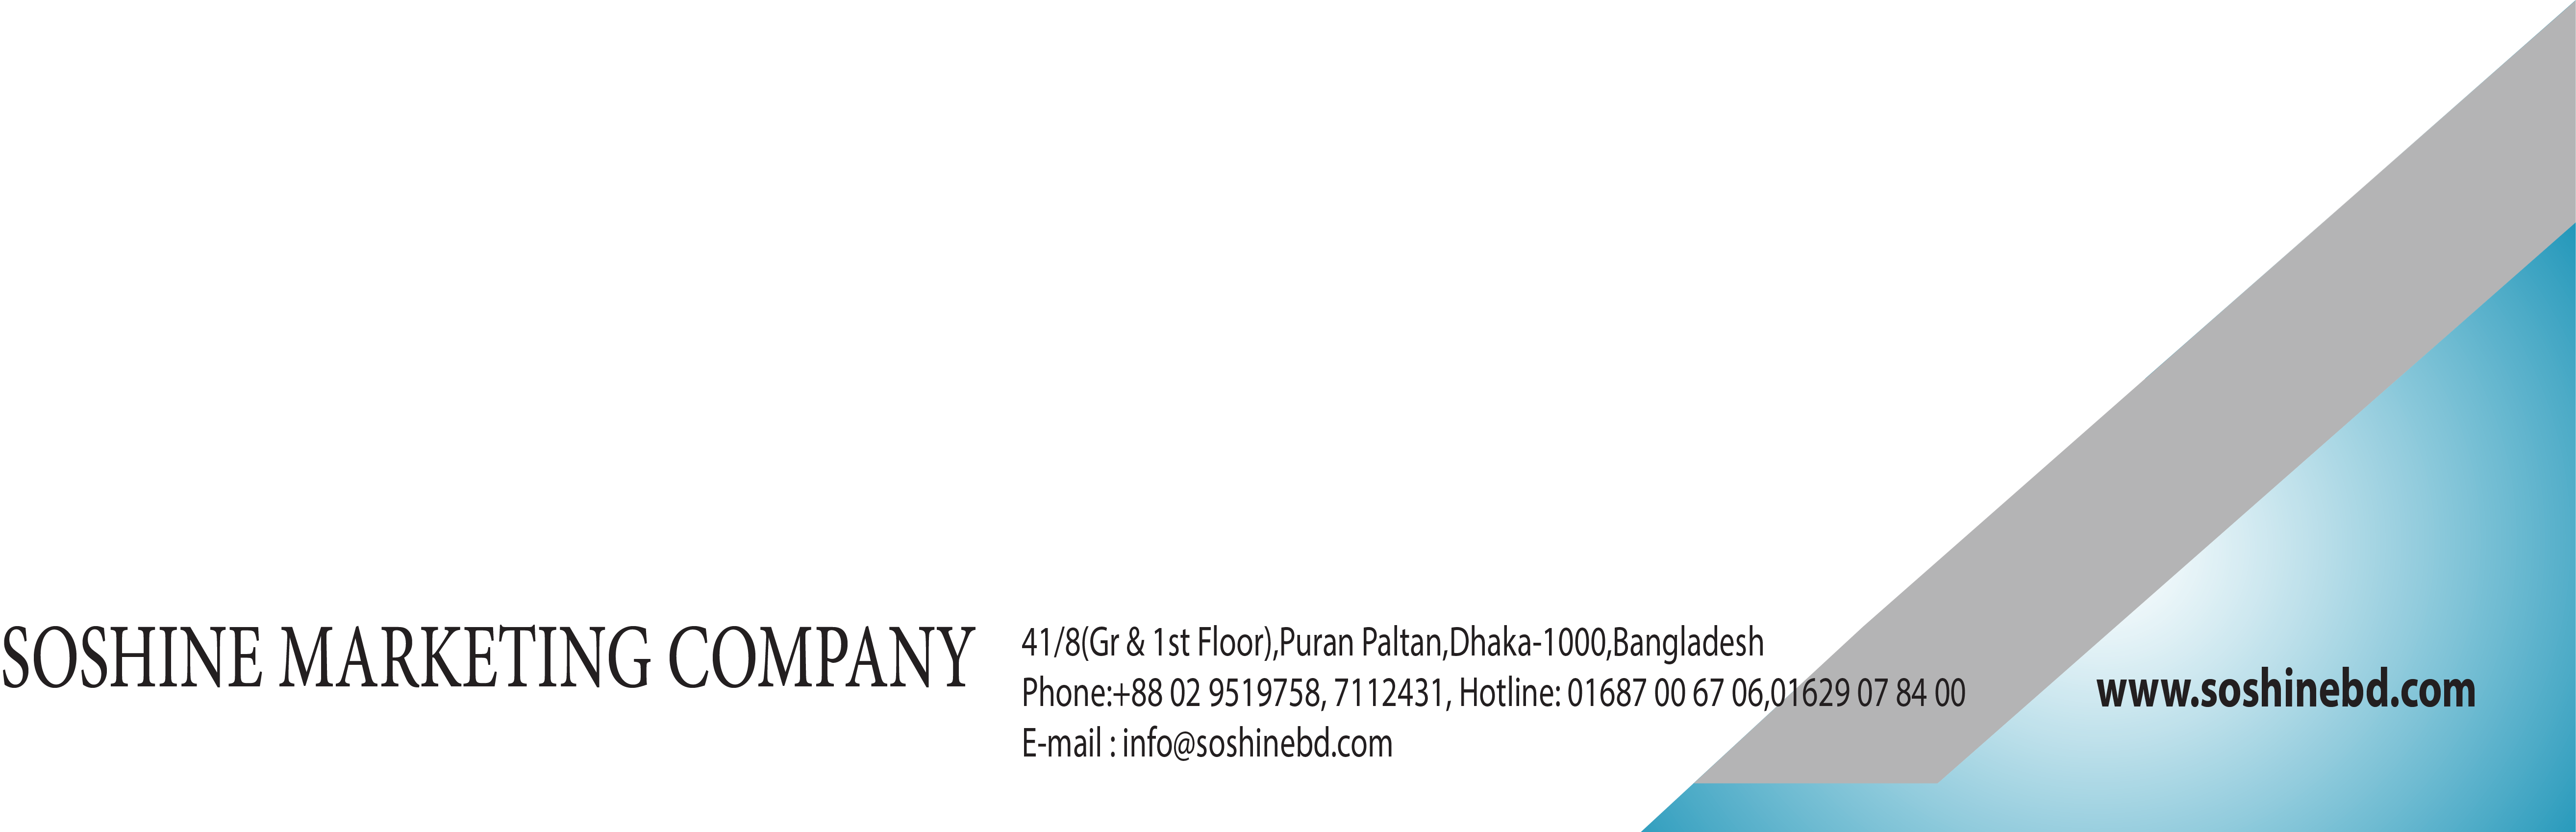 SOSHINE MARKETING COMPANY
41/8(Gr & 1st Floor),Puran Paltan,Dhaka-1000,Bangladesh
Phone:+88 02 9519758, 7112431, Hotline: 01687 00 67 06,01629 07 84 00
E-mail : info@soshinebd.com
www.soshinebd.com